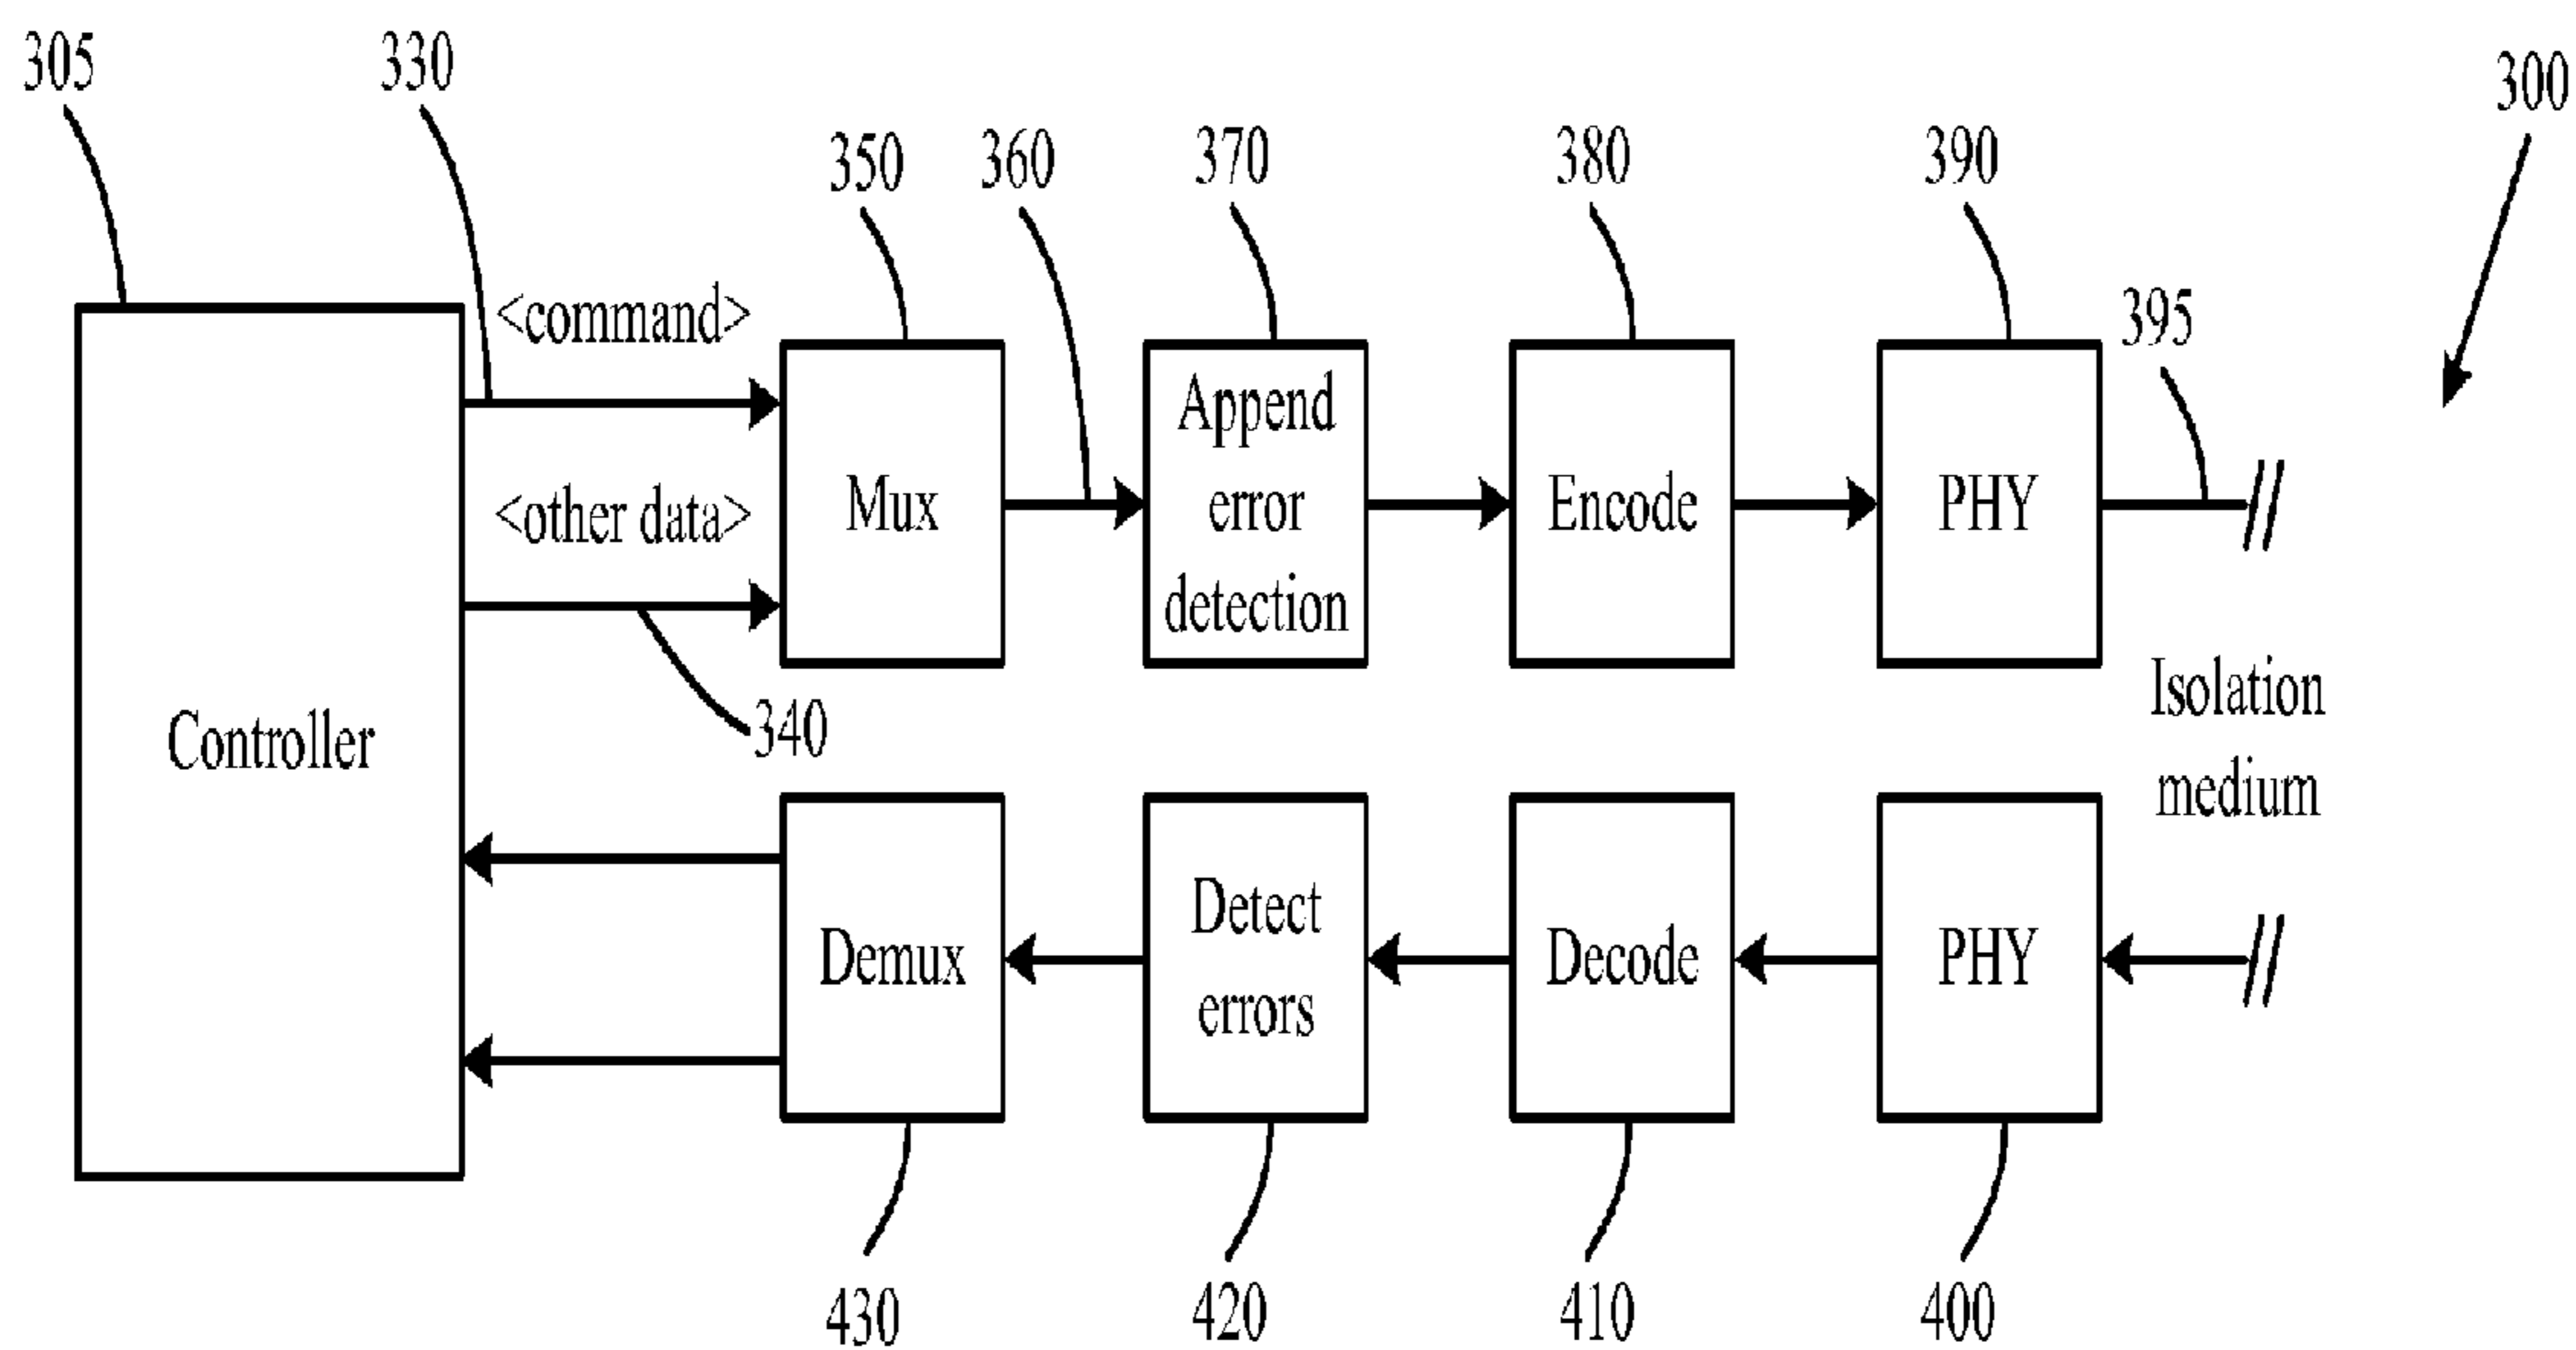 305
330
300
350
360
370
380
390
<command>
395
Append
Mux
error
Encode
PHY
<other data>
detection
340
Controller
Isolation
medium
Demux
Detect
errors
Decode
PHY
430
420
410
400